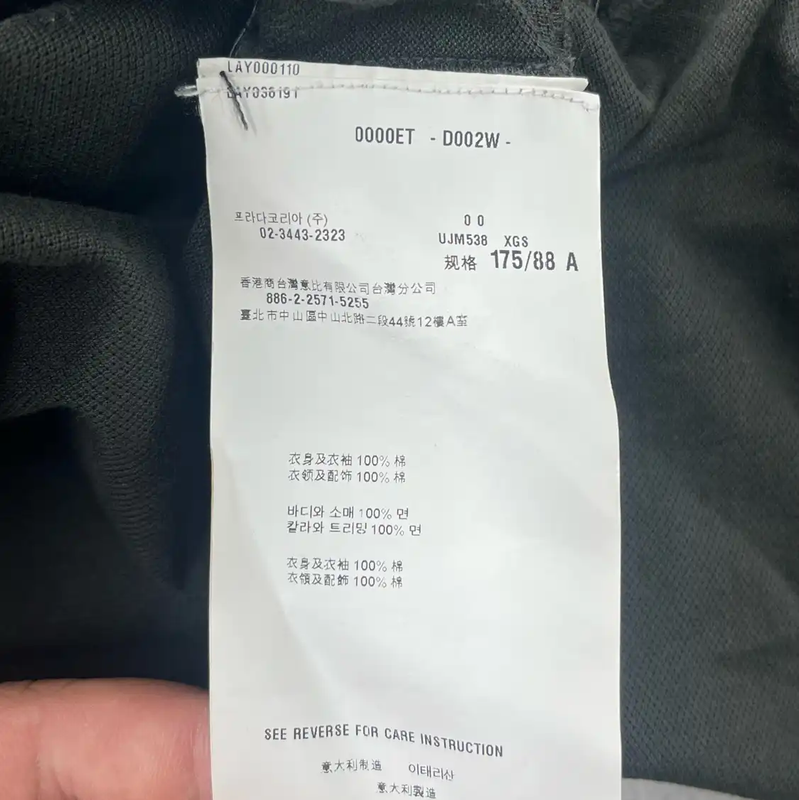 LAY000110
LAY036191
0000ET - D002W -
프라다코리아 (주)
02-3443-2323
0 0
UJM538 XGS
规格 175/88 A
香港商台灣意比有限公司台灣分公司
886-2-2571-5255
臺北市中山區中山北路二段44號12樓A室
衣身及衣袖 100% 棉
衣领及配饰 100% 棉
바디와 소매 100% 면
칼라와 트리밍 100% 면
衣身及衣袖 100% 棉
衣領及配飾 100% 棉
SEE REVERSE FOR CARE INSTRUCTION
意大利制造 이태리산
意大利製造